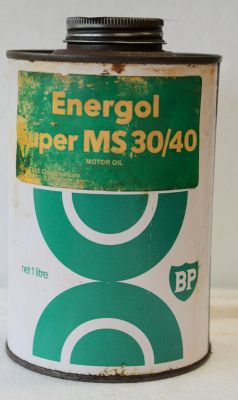 Energol
Super MS 30/40
MOTOR OIL
net 1 litre
BP